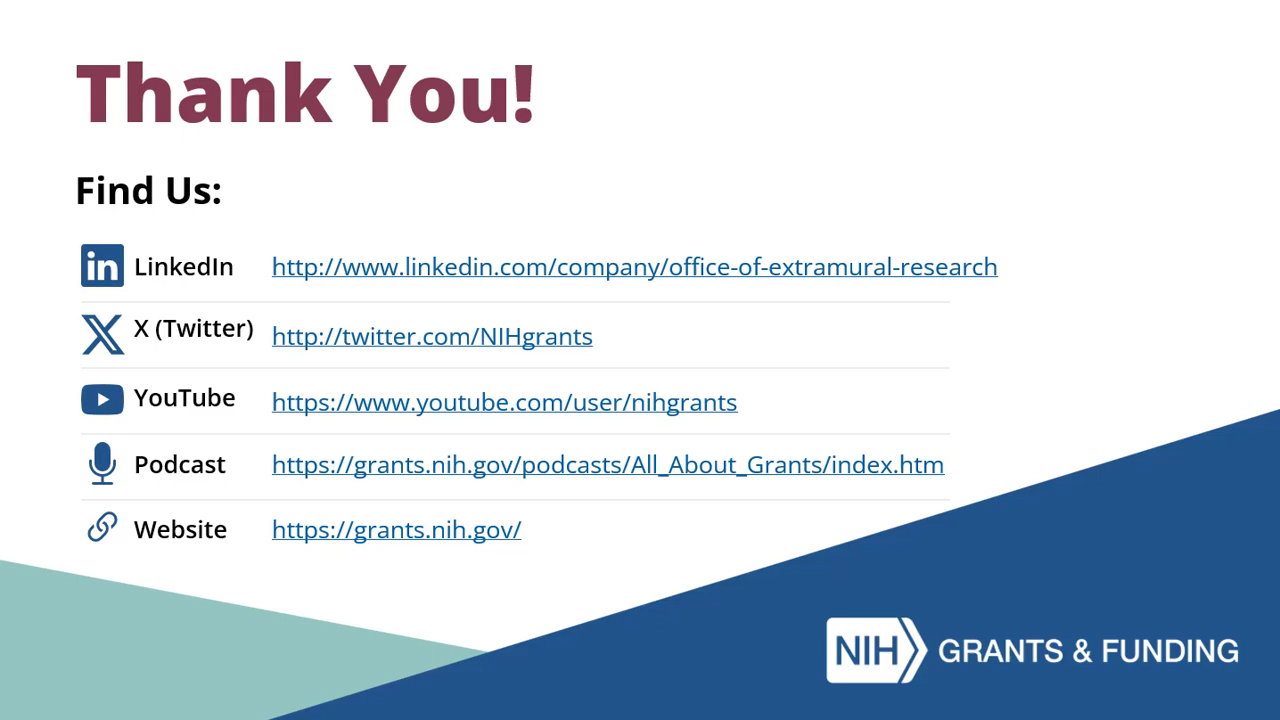 Thank You!
Find Us:
LinkedIn http://www.linkedin.com/company/office-of-extramural-research
X (Twitter) http://twitter.com/NIHgrants
YouTube https://www.youtube.com/user/nihgrants
Podcast https://grants.nih.gov/podcasts/All_About_Grants/index.htm
Website https://grants.nih.gov/
NIH GRANTS & FUNDING